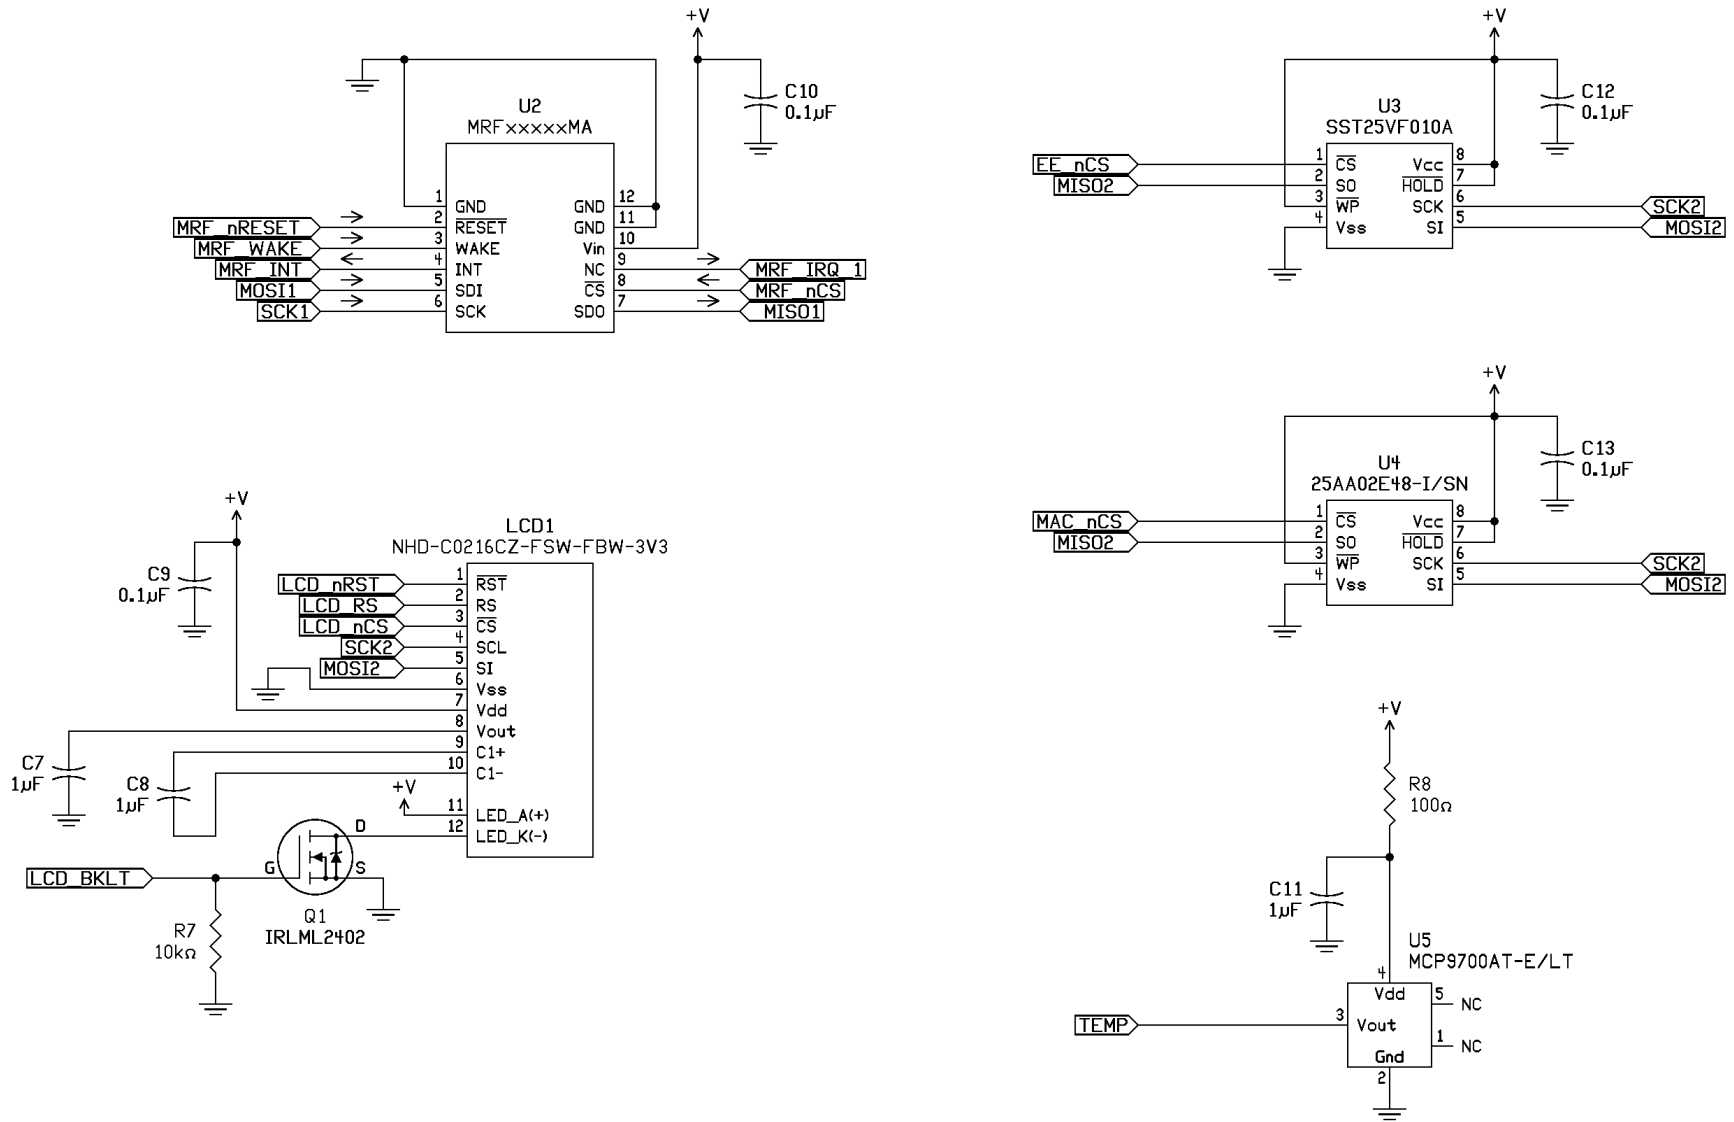 +V
C10
0.1µF
U2
MRFxxxxxMA
1 GND
2 RESET
3 WAKE
4 INT
5 SDI
6 SCK
GND 12
GND 11
Vin 10
NC 9
CS 8
SDO 7
MRF_nRESET
MRF_WAKE
MRF_INT
MOSI1
SCK1
MRF_IRQ_1
MRF_nCS
MISO1
+V
C12
0.1µF
U3
SST25VF010A
EE_nCS
MISO2
1 CS
2 SO
3 WP
4 Vss
Vcc 8
HOLD 7
SCK 6
SI 5
SCK2
MOSI2
+V
C13
0.1µF
U4
25AA02E48-I/SN
MAC_nCS
MISO2
1 CS
2 SO
3 WP
4 Vss
Vcc 8
HOLD 7
SCK 6
SI 5
SCK2
MOSI2
+V
C9
0.1µF
LCD1
NHD-C0216CZ-FSW-FBW-3V3
LCD_nRST
LCD_RS
LCD_nCS
SCK2
MOSI2
1 RST
2 RS
3 CS
4 SCL
5 SI
6 Vss
7 Vdd
8 Vout
9 C1+
10 C1-
11 LED_A(+)
12 LED_K(-)
C7
1µF
C8
1µF
+V
D
G
S
LCD_BKLT
Q1
IRLML2402
R7
10kΩ
+V
R8
100Ω
C11
1µF
U5
MCP9700AT-E/LT
4
Vdd
5 NC
TEMP
3 Vout
1 NC
Gnd
2